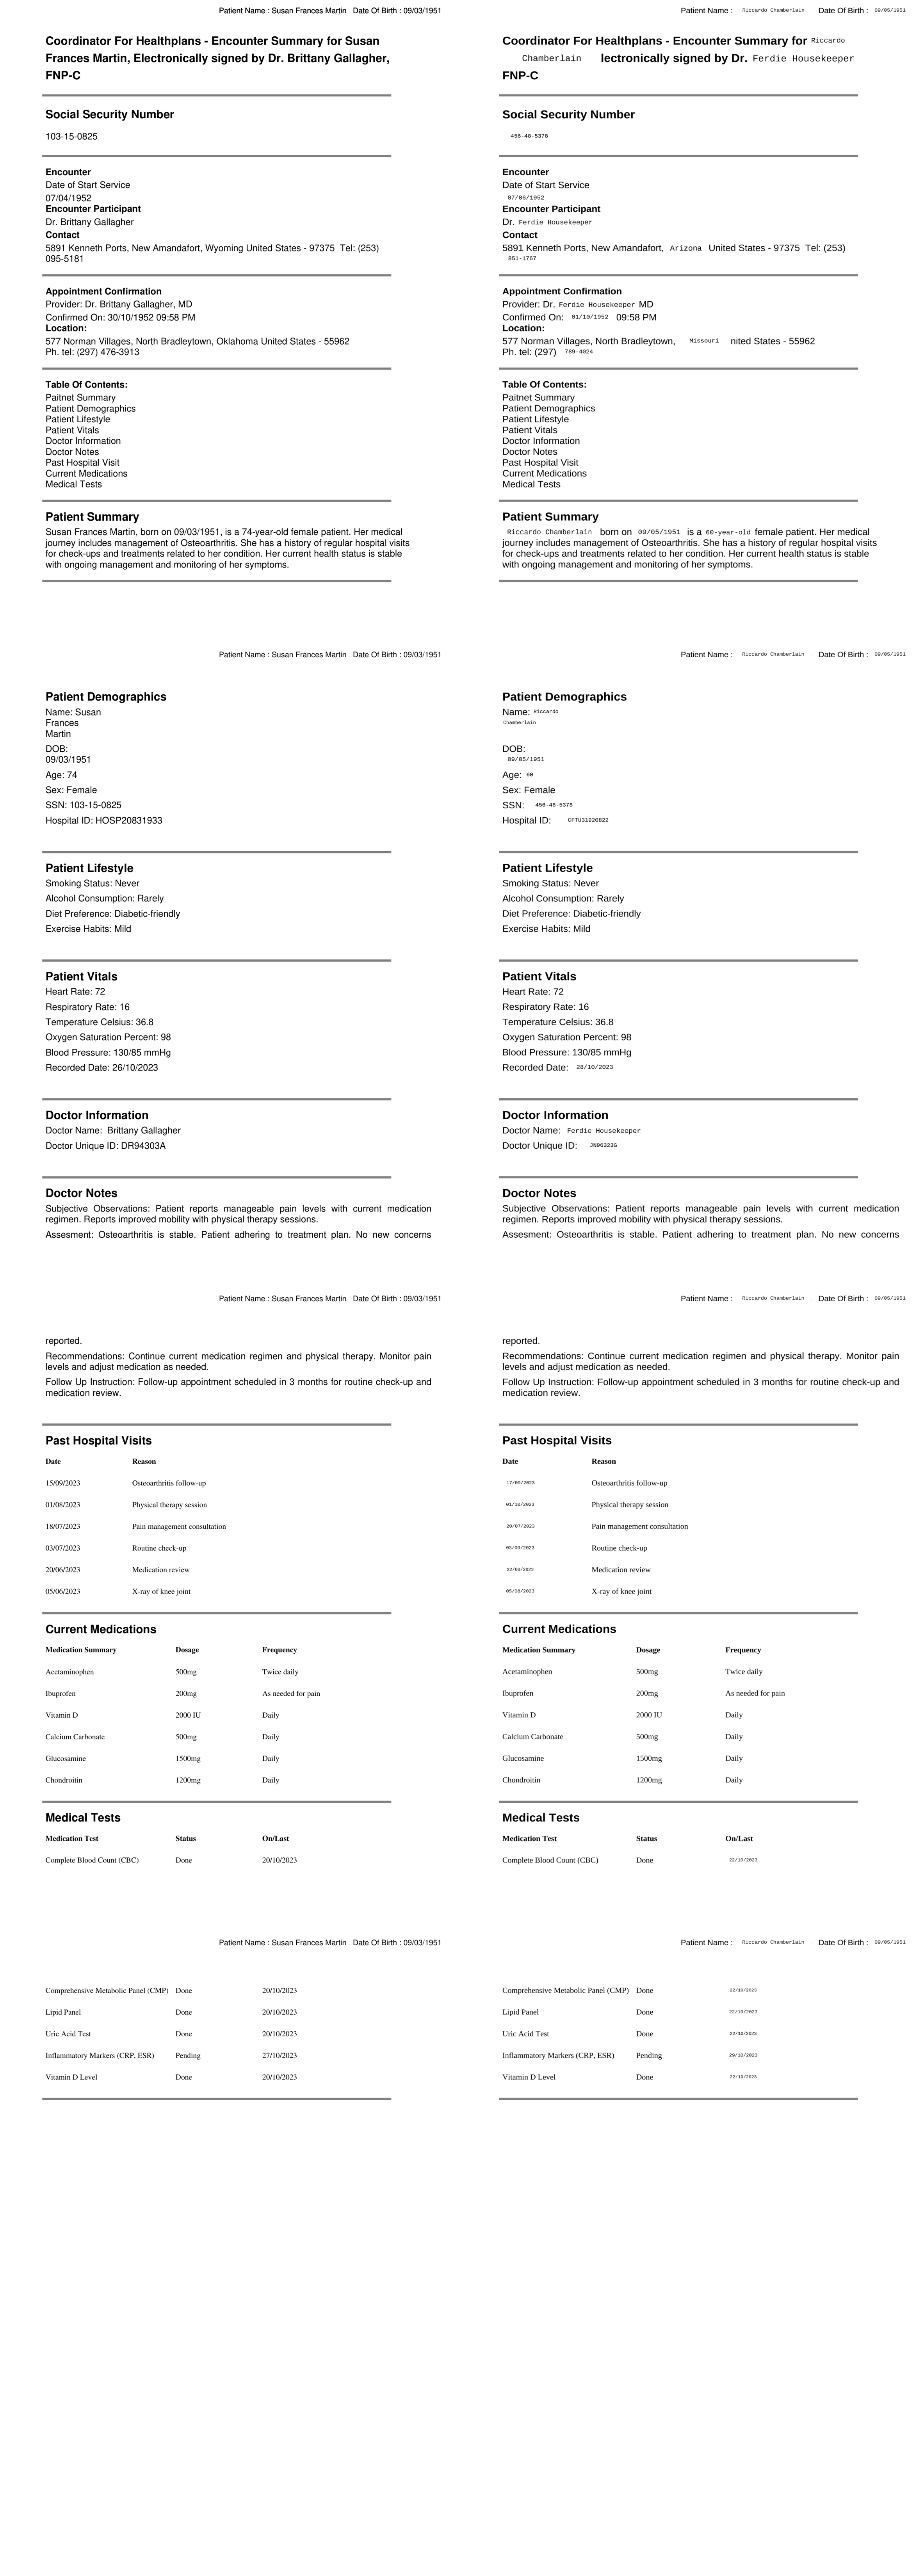 Patient Name : Susan Frances Martin Date Of Birth : 09/03/1951
Coordinator For Healthplans - Encounter Summary for Susan
Frances Martin, Electronically signed by Dr. Brittany Gallagher,
FNP-C
Social Security Number
103-15-0825
Encounter
Date of Start Service
07/04/1952
Encounter Participant
Dr. Brittany Gallagher
Contact
5891 Kenneth Ports, New Amandafort, Wyoming United States - 97375 Tel: (253)
095-5181
Appointment Confirmation
Provider: Dr. Brittany Gallagher, MD
Confirmed On: 30/10/1952 09:58 PM
Location:
577 Norman Villages, North Bradleytown, Oklahoma United States - 55962
Ph. tel: (297) 476-3913
Table Of Contents:
Paitnet Summary
Patient Demographics
Patient Lifestyle
Patient Vitals
Doctor Information
Doctor Notes
Past Hospital Visit
Current Medications
Medical Tests
Patient Summary
Susan Frances Martin, born on 09/03/1951, is a 74-year-old female patient. Her medical
journey includes management of Osteoarthritis. She has a history of regular hospital visits
for check-ups and treatments related to her condition. Her current health status is stable
with ongoing management and monitoring of her symptoms.
Patient Name : Susan Frances Martin Date Of Birth : 09/03/1951
Patient Demographics
Name: Susan
Frances
Martin
DOB:
09/03/1951
Age: 74
Sex: Female
SSN: 103-15-0825
Hospital ID: HOSP20831933
Patient Lifestyle
Smoking Status: Never
Alcohol Consumption: Rarely
Diet Preference: Diabetic-friendly
Exercise Habits: Mild
Patient Vitals
Heart Rate: 72
Respiratory Rate: 16
Temperature Celsius: 36.8
Oxygen Saturation Percent: 98
Blood Pressure: 130/85 mmHg
Recorded Date: 26/10/2023
Doctor Information
Doctor Name: Brittany Gallagher
Doctor Unique ID: DR94303A
Doctor Notes
Subjective Observations: Patient reports manageable pain levels with current medication
regimen. Reports improved mobility with physical therapy sessions.
Assesment: Osteoarthritis is stable. Patient adhering to treatment plan. No new concerns
Patient Name : Susan Frances Martin Date Of Birth : 09/03/1951
reported.
Recommendations: Continue current medication regimen and physical therapy. Monitor pain
levels and adjust medication as needed.
Follow Up Instruction: Follow-up appointment scheduled in 3 months for routine check-up and
medication review.
Past Hospital Visits
Date Reason
15/09/2023 Osteoarthritis follow-up
01/08/2023 Physical therapy session
18/07/2023 Pain management consultation
03/07/2023 Routine check-up
20/06/2023 Medication review
05/06/2023 X-ray of knee joint
Current Medications
Medication Summary Dosage Frequency
Acetaminophen 500mg Twice daily
Ibuprofen 200mg As needed for pain
Vitamin D 2000 IU Daily
Calcium Carbonate 500mg Daily
Glucosamine 1500mg Daily
Chondroitin 1200mg Daily
Medical Tests
Medication Test Status On/Last
Complete Blood Count (CBC) Done 20/10/2023
Patient Name : Susan Frances Martin Date Of Birth : 09/03/1951
Comprehensive Metabolic Panel (CMP) Done 20/10/2023
Lipid Panel Done 20/10/2023
Uric Acid Test Done 20/10/2023
Inflammatory Markers (CRP, ESR) Pending 27/10/2023
Vitamin D Level Done 20/10/2023
Patient Name : Riccardo Chamberlain Date Of Birth : 09/05/1951
Coordinator For Healthplans - Encounter Summary for Riccardo
Chamberlain lectronically signed by Dr. Ferdie Housekeeper
FNP-C
Social Security Number
456-48-5378
Encounter
Date of Start Service
07/06/1952
Encounter Participant
Dr. Ferdie Housekeeper
Contact
5891 Kenneth Ports, New Amandafort, Arizona United States - 97375 Tel: (253)
851-1767
Appointment Confirmation
Provider: Dr. Ferdie Housekeeper MD
Confirmed On: 01/10/1952 09:58 PM
Location:
577 Norman Villages, North Bradleytown, Missouri nited States - 55962
Ph. tel: (297) 789-4024
Table Of Contents:
Paitnet Summary
Patient Demographics
Patient Lifestyle
Patient Vitals
Doctor Information
Doctor Notes
Past Hospital Visit
Current Medications
Medical Tests
Patient Summary
Riccardo Chamberlain born on 09/05/1951 is a 60-year-old female patient. Her medical
journey includes management of Osteoarthritis. She has a history of regular hospital visits
for check-ups and treatments related to her condition. Her current health status is stable
with ongoing management and monitoring of her symptoms.
Patient Name : Riccardo Chamberlain Date Of Birth : 09/05/1951
Patient Demographics
Name: Riccardo
Chamberlain
DOB:
09/05/1951
Age: 60
Sex: Female
SSN: 456-48-5378
Hospital ID: CFTU31920822
Patient Lifestyle
Smoking Status: Never
Alcohol Consumption: Rarely
Diet Preference: Diabetic-friendly
Exercise Habits: Mild
Patient Vitals
Heart Rate: 72
Respiratory Rate: 16
Temperature Celsius: 36.8
Oxygen Saturation Percent: 98
Blood Pressure: 130/85 mmHg
Recorded Date: 28/10/2023
Doctor Information
Doctor Name: Ferdie Housekeeper
Doctor Unique ID:
Doctor Notes
Subjective Observations: Patient reports manageable pain levels with current medication
regimen. Reports improved mobility with physical therapy sessions.
Assesment: Osteoarthritis is stable. Patient adhering to treatment plan. No new concerns
Patient Name : Riccardo Chamberlain Date Of Birth : 09/05/1951
reported.
Recommendations: Continue current medication regimen and physical therapy. Monitor pain
levels and adjust medication as needed.
Follow Up Instruction: Follow-up appointment scheduled in 3 months for routine check-up and
medication review.
Past Hospital Visits
Date Reason
17/09/2023 Osteoarthritis follow-up
01/10/2023 Physical therapy session
20/07/2023 Pain management consultation
03/09/2023 Routine check-up
22/06/2023 Medication review
05/08/2023 X-ray of knee joint
Current Medications
Medication Summary Dosage Frequency
Acetaminophen 500mg Twice daily
Ibuprofen 200mg As needed for pain
Vitamin D 2000 IU Daily
Calcium Carbonate 500mg Daily
Glucosamine 1500mg Daily
Chondroitin 1200mg Daily
Medical Tests
Medication Test Status On/Last
Complete Blood Count (CBC) Done 22/10/2023
Patient Name : Riccardo Chamberlain Date Of Birth : 09/05/1951
Comprehensive Metabolic Panel (CMP) Done 22/10/2023
Lipid Panel Done 22/10/2023
Uric Acid Test Done 22/10/2023
Inflammatory Markers (CRP, ESR) Pending 29/10/2023
Vitamin D Level Done 22/10/2023